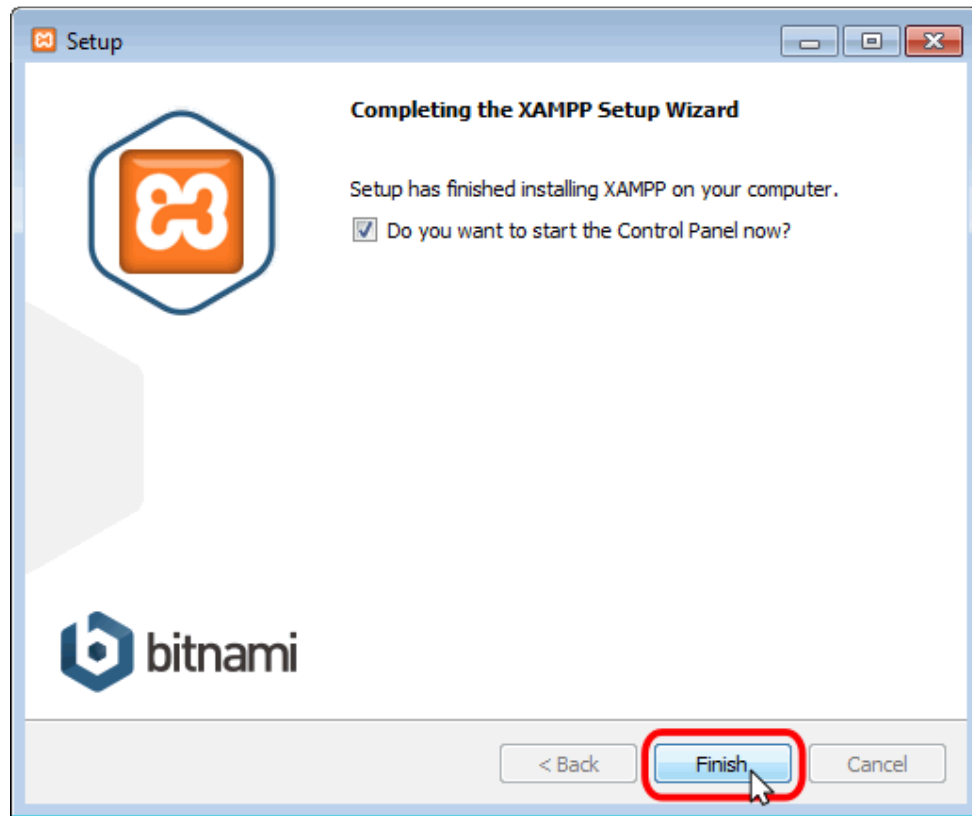 Setup
Completing the XAMPP Setup Wizard
Setup has finished installing XAMPP on your computer.
Do you want to start the Control Panel now?
bitnami
< Back
Finish
Cancel